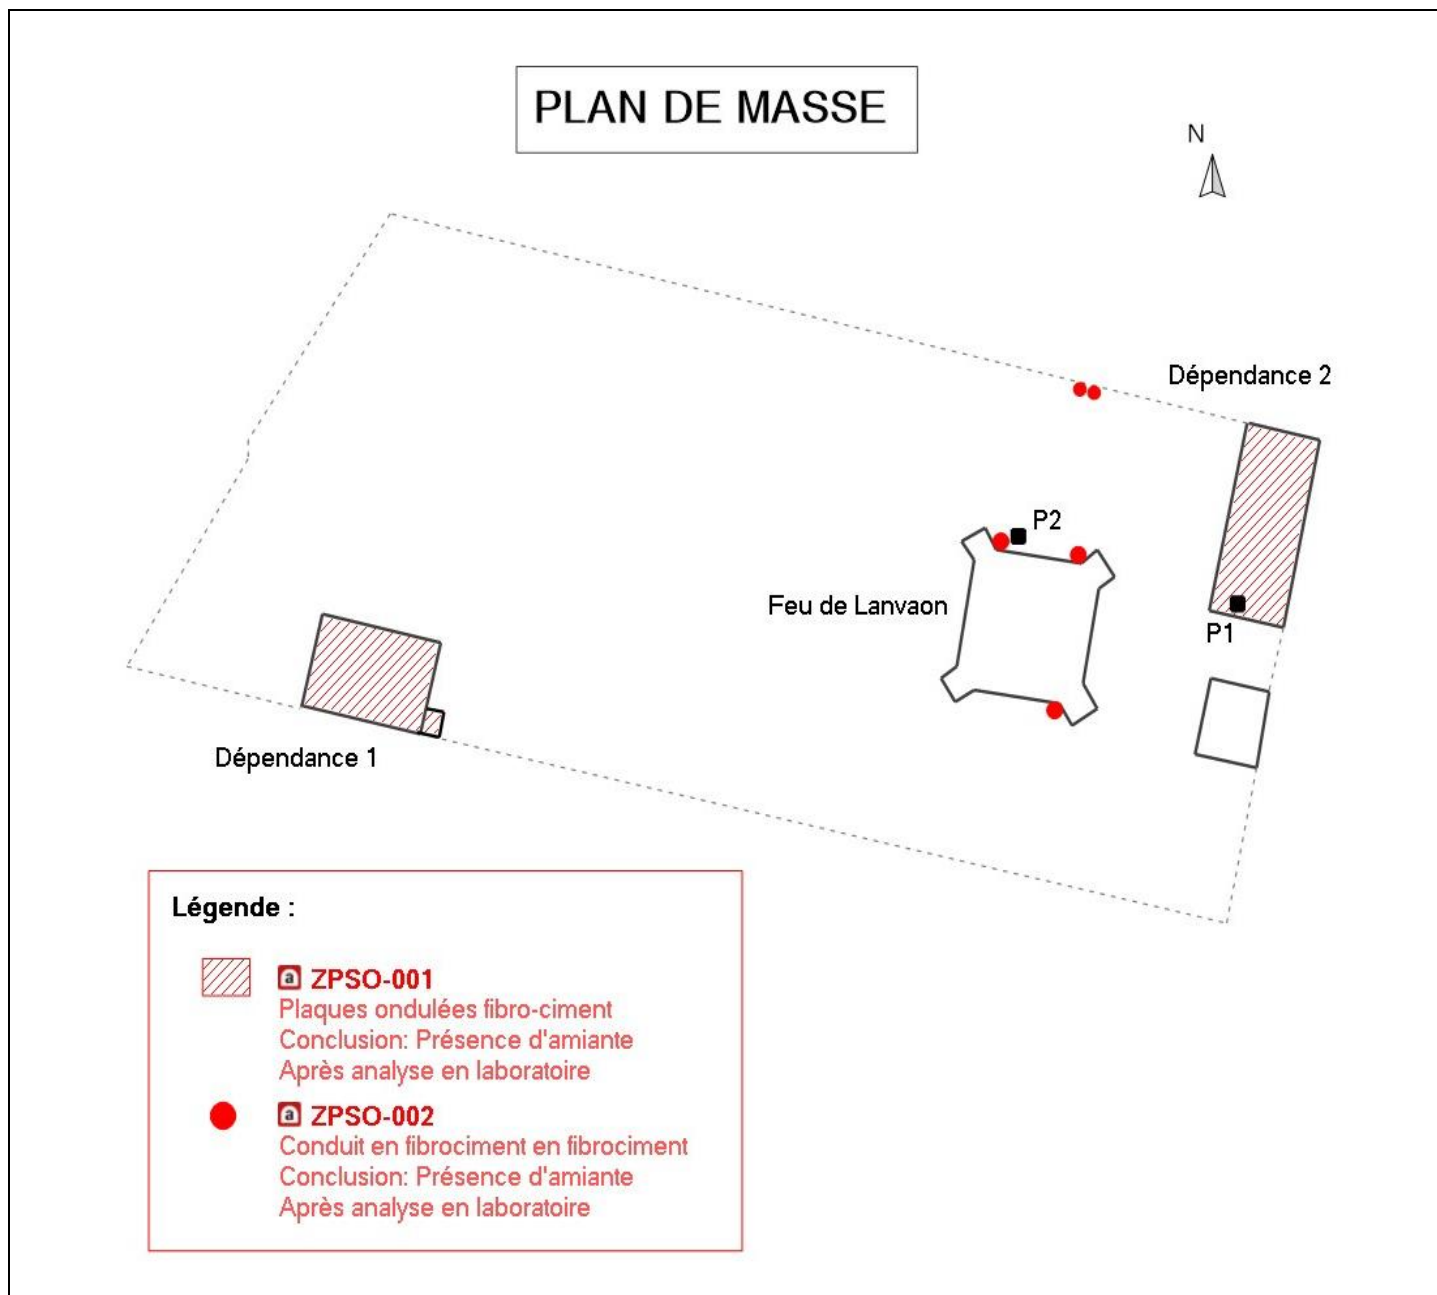 PLAN DE MASSE
N
Dépendance 2
P2
Feu de Lanvaon
P1
Dépendance 1
Légende :
a ZPSO-001
Plaques ondulées fibro-ciment
Conclusion: Présence d'amiante
Après analyse en laboratoire
a ZPSO-002
Conduit en fibrociment en fibrociment
Conclusion: Présence d'amiante
Après analyse en laboratoire